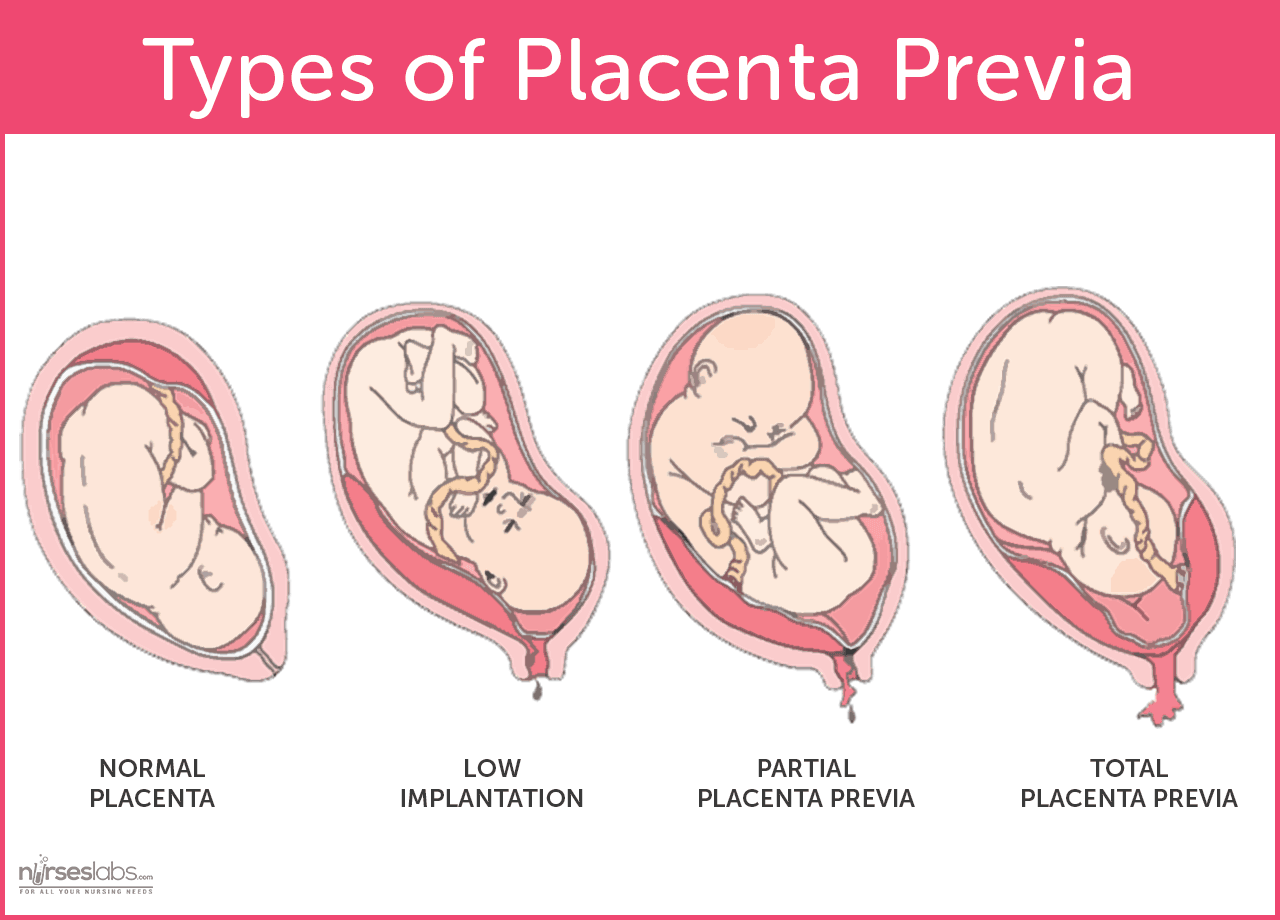 Types of Placenta Previa
NORMAL
PLACENTA
LOW
IMPLANTATION
PARTIAL
PLACENTA PREVIA
TOTAL
PLACENTA PREVIA
nurseslabs.com
FOR ALL YOUR NURSING NEEDS